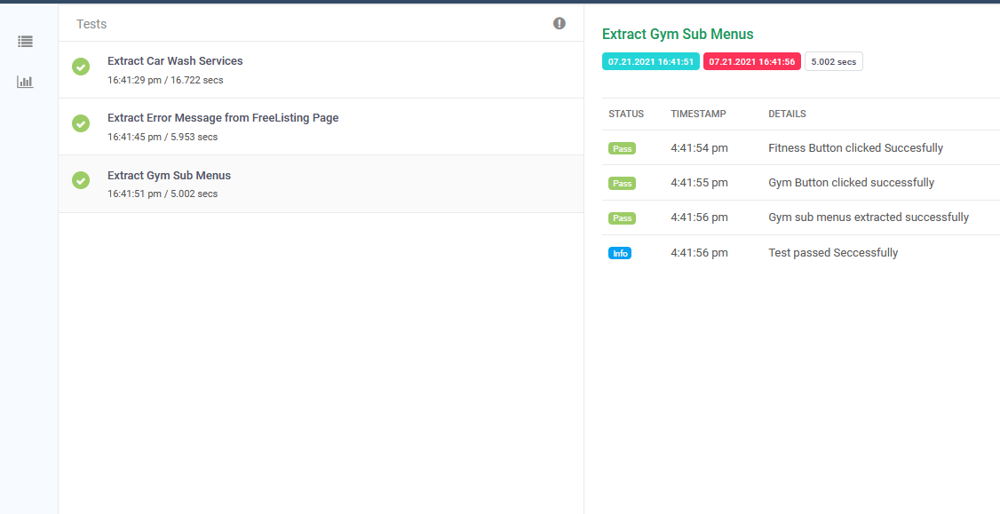 Tests
Extract Car Wash Services
16:41:29 pm / 16.722 secs
Extract Error Message from FreeListing Page
16:41:45 pm / 5.953 secs
Extract Gym Sub Menus
16:41:51 pm / 5.002 secs
Extract Gym Sub Menus
07.21.2021 16:41:51 07.21.2021 16:41:56 5.002 secs
STATUS TIMESTAMP DETAILS
Pass 4:41:54 pm Fitness Button clicked Succesfully
Pass 4:41:55 pm Gym Button clicked successfully
Pass 4:41:56 pm Gym sub menus extracted successfully
Info 4:41:56 pm Test passed Seccessfully